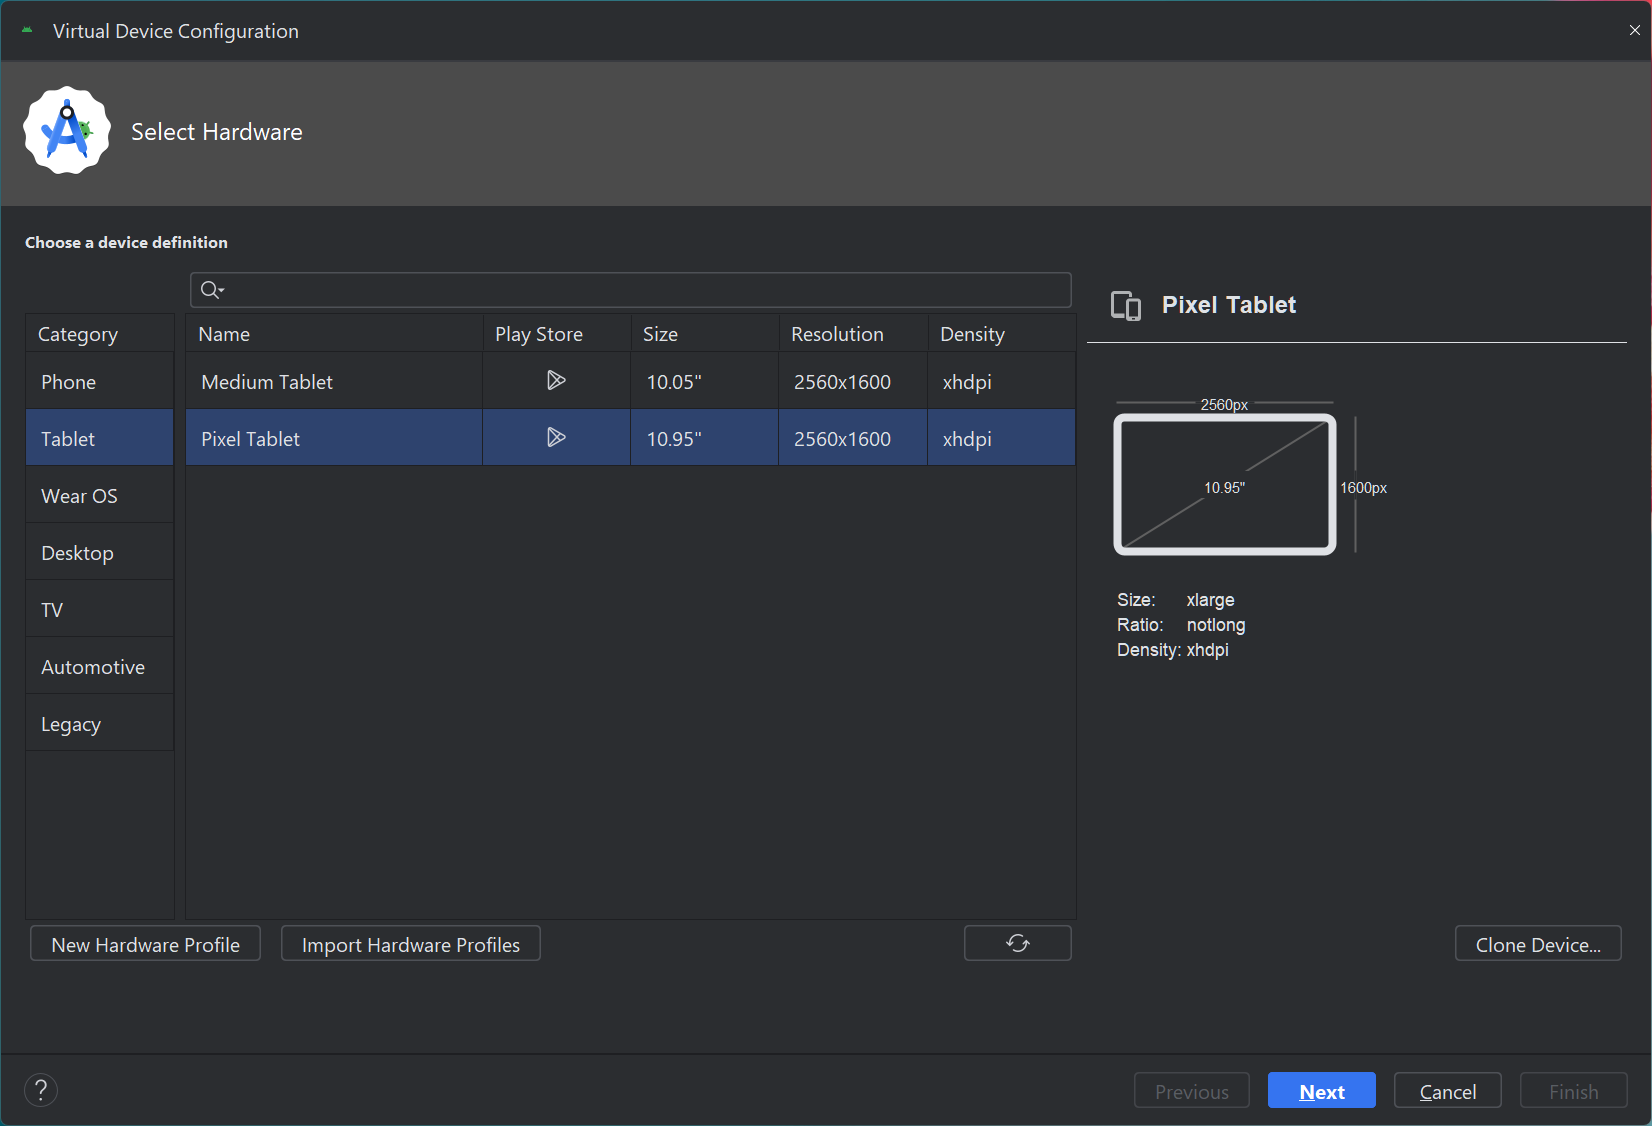 Virtual Device Configuration
Select Hardware
Choose a device definition
Pixel Tablet
Category Name Play Store Size Resolution Density
Phone Medium Tablet 10.05" 2560x1600 xhdpi
Tablet Pixel Tablet 10.95" 2560x1600 xhdpi
Wear OS
Desktop
TV
Automotive
Legacy
2560px
10.95"
1600px
Size: xlarge
Ratio: notlong
Density: xhdpi
New Hardware Profile Import Hardware Profiles Clone Device...
? Previous Next Cancel Finish